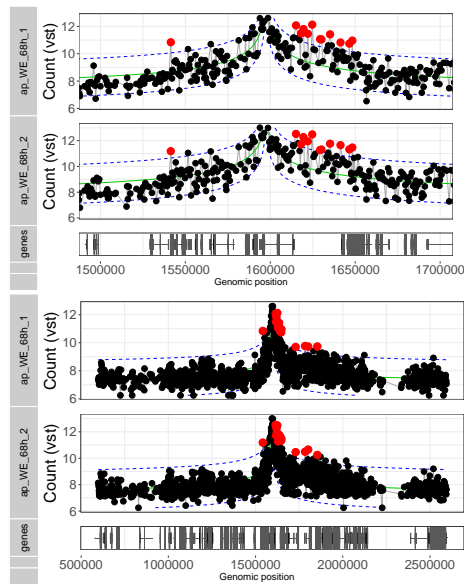 ap_WE_68h_1
Count (vst)
12
10
8
6
ap_WE_68h_2
Count (vst)
12
10
8
6
genes
1500000 1550000 1600000 1650000 1700000
Genomic position
ap_WE_68h_1
Count (vst)
12
10
8
6
ap_WE_68h_2
Count (vst)
12
10
8
6
genes
500000 1000000 1500000 2000000 2500000
Genomic position